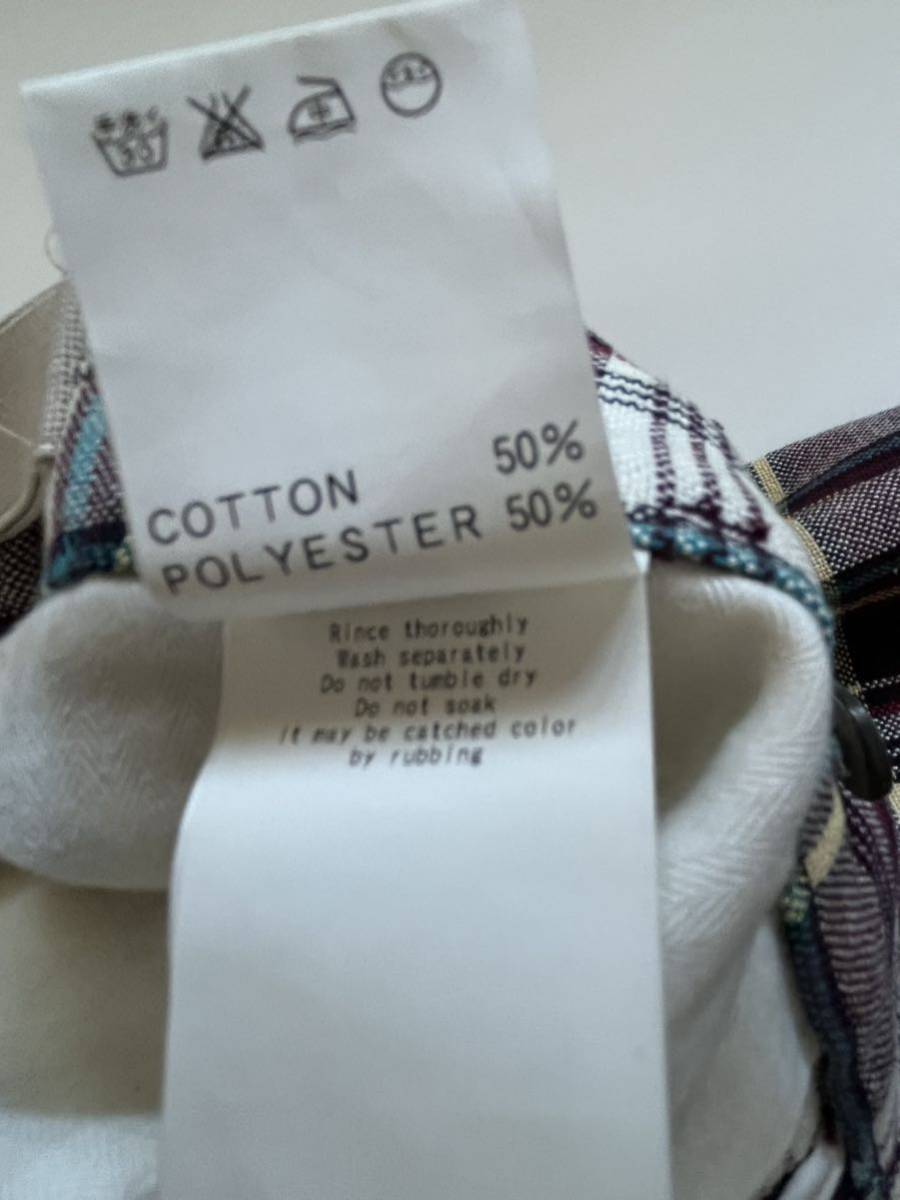 COTTON 50%
POLYESTER 50%
Rince thoroughly
Wash separately
Do not tumble dry
Do not soak
it may be catched color
by rubbing